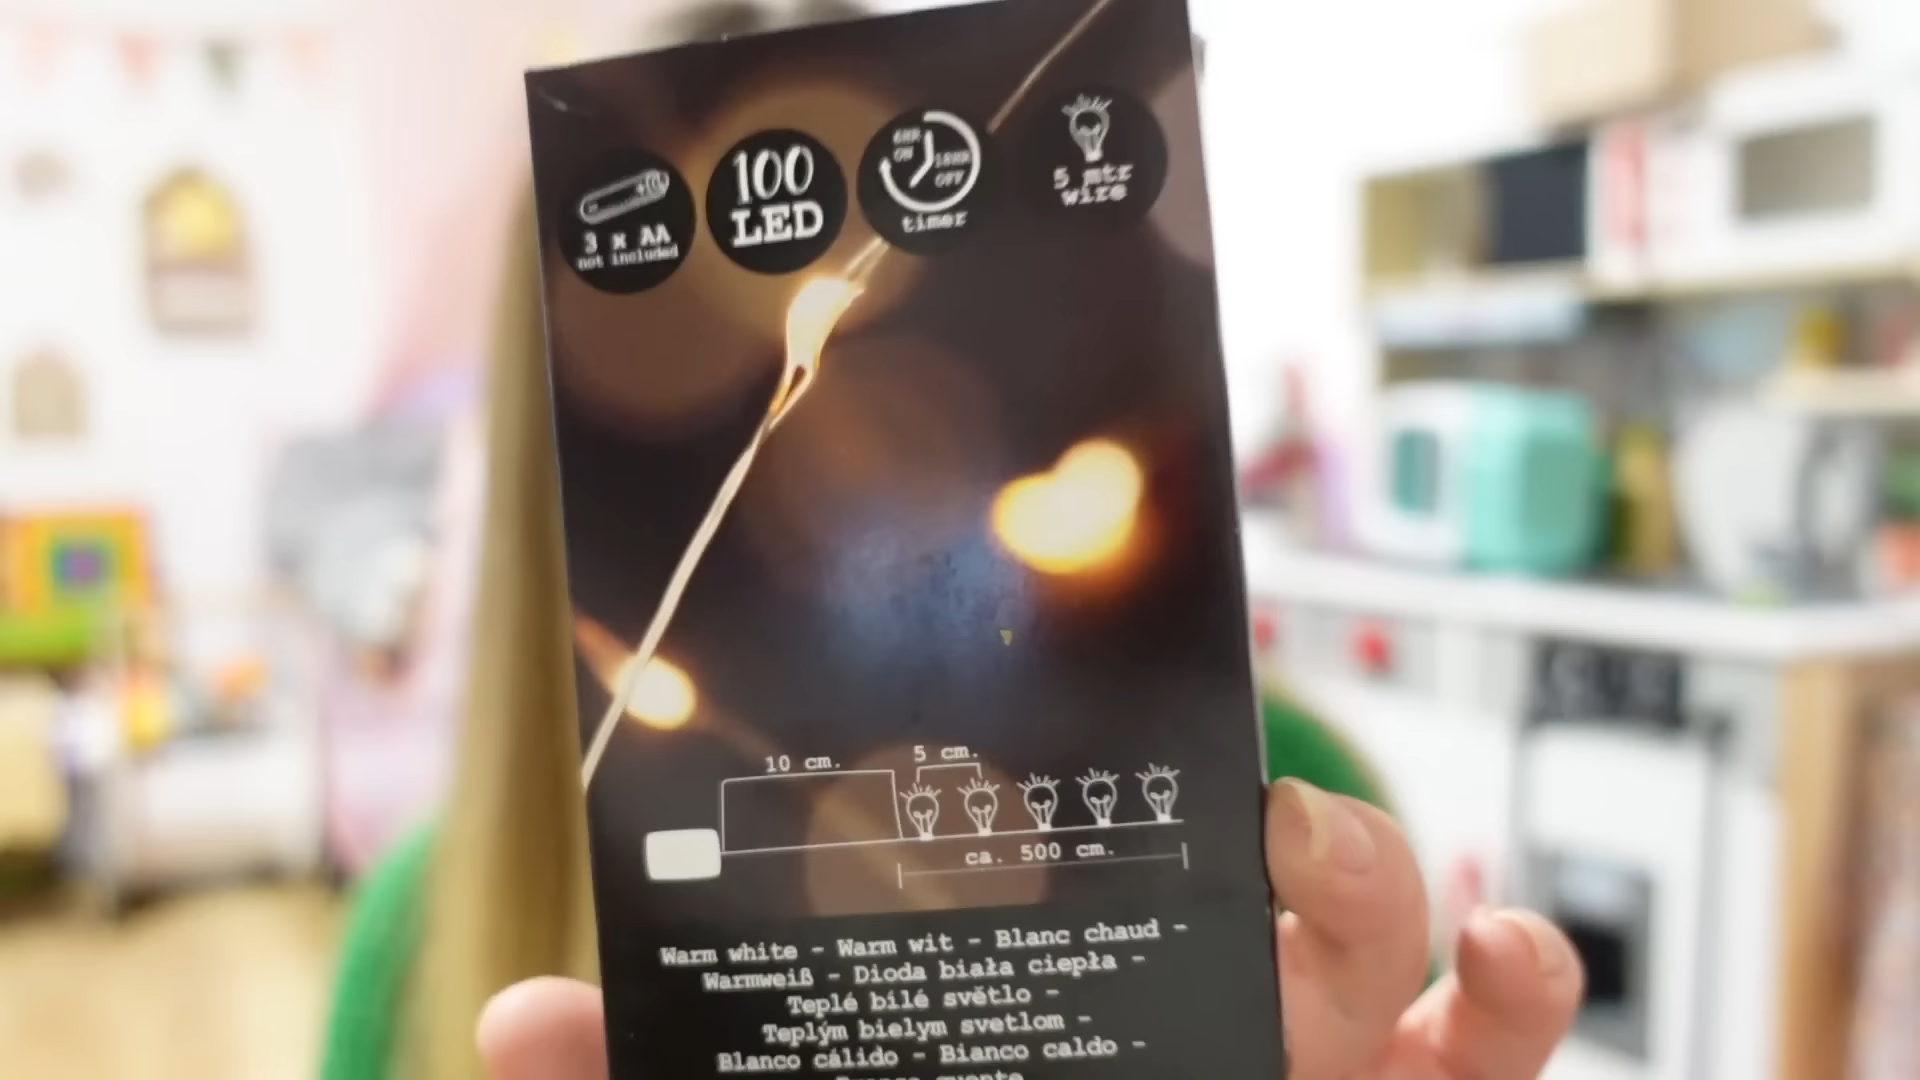 3 x AA
not included
100
LED
6HR
ON
18HR
OFF
timer
5 mtr
wire
10 cm.
5 cm.
ca. 500 cm.
Warm white - Warm wit - Blanc chaud -
Warmweiß - Dioda biała ciepła -
Teplé bílé světlo -
Teplým bielym svetlom -
Blanco cálido - Bianco caldo -